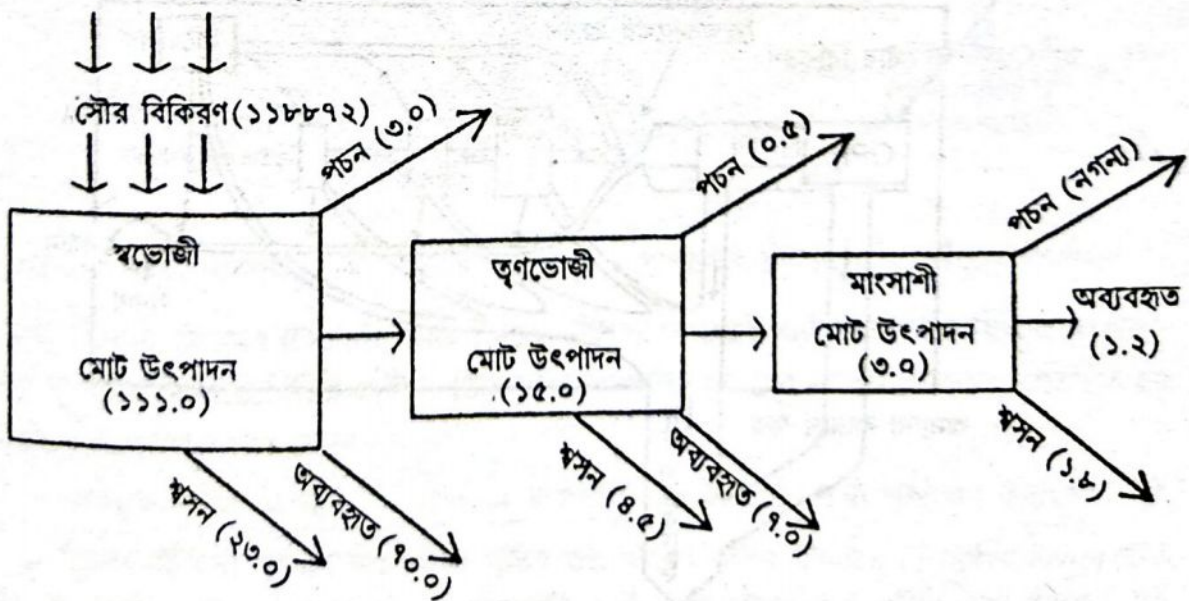 সৌর বিকিরণ (১১৮৮৭২)
পচন (৩.০)
পচন (০.৫)
পচন (নগন্য)
স্বভোজী
মোট উৎপাদন
(১১১.০)
তৃণভোজী
মোট উৎপাদন
(১৫.০)
মাংসাশী
মোট উৎপাদন
(৩.০)
অব্যবহৃত
(১.২)
শ্বসন (২৩.০)
অব্যবহৃত (৭০.০)
শ্বসন (৪.৫)
অব্যবহৃত (৭.০)
শ্বসন (১.৮)